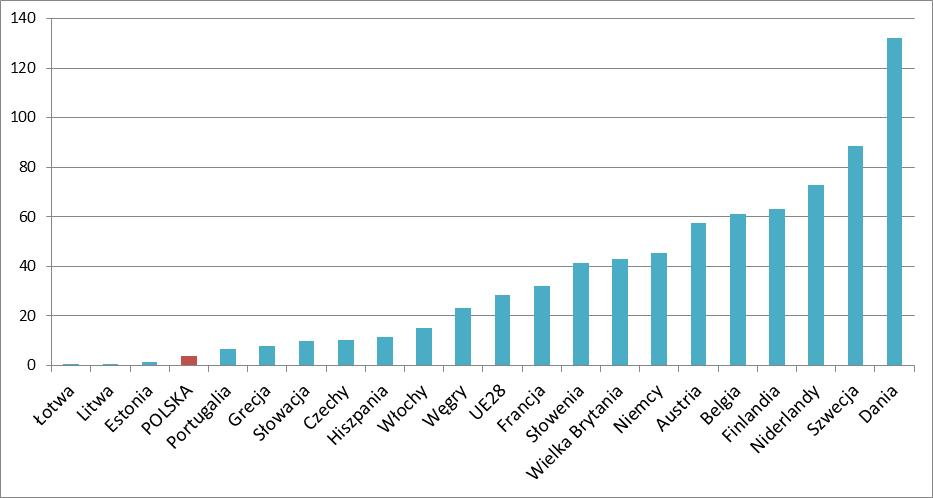 140
120
100
80
60
40
20
0
Łotwa
Litwa
Estonia
POLSKA
Portugalia
Grecja
Słowacja
Czechy
Hiszpania
Włochy
Węgry
UE28
Francja
Słowenia
Wielka Brytania
Niemcy
Austria
Belgia
Finlandia
Niderlandy
Szwecja
Dania